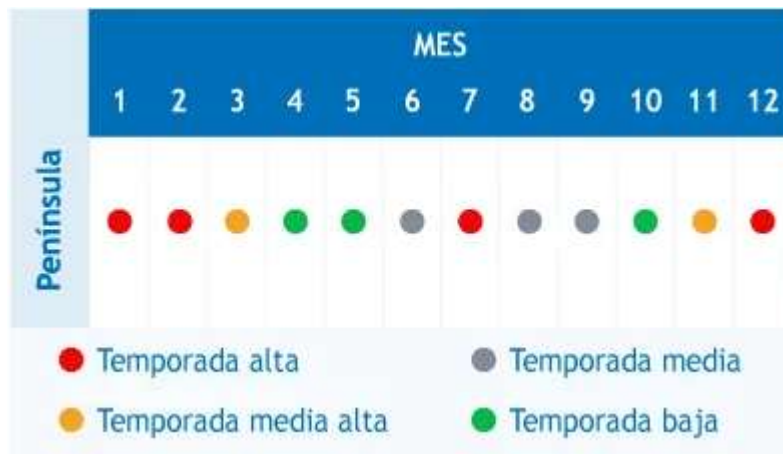 MES
1 2 3 4 5 6 7 8 9 10 11 12
Península
Temporada alta
Temporada media
Temporada media alta
Temporada baja